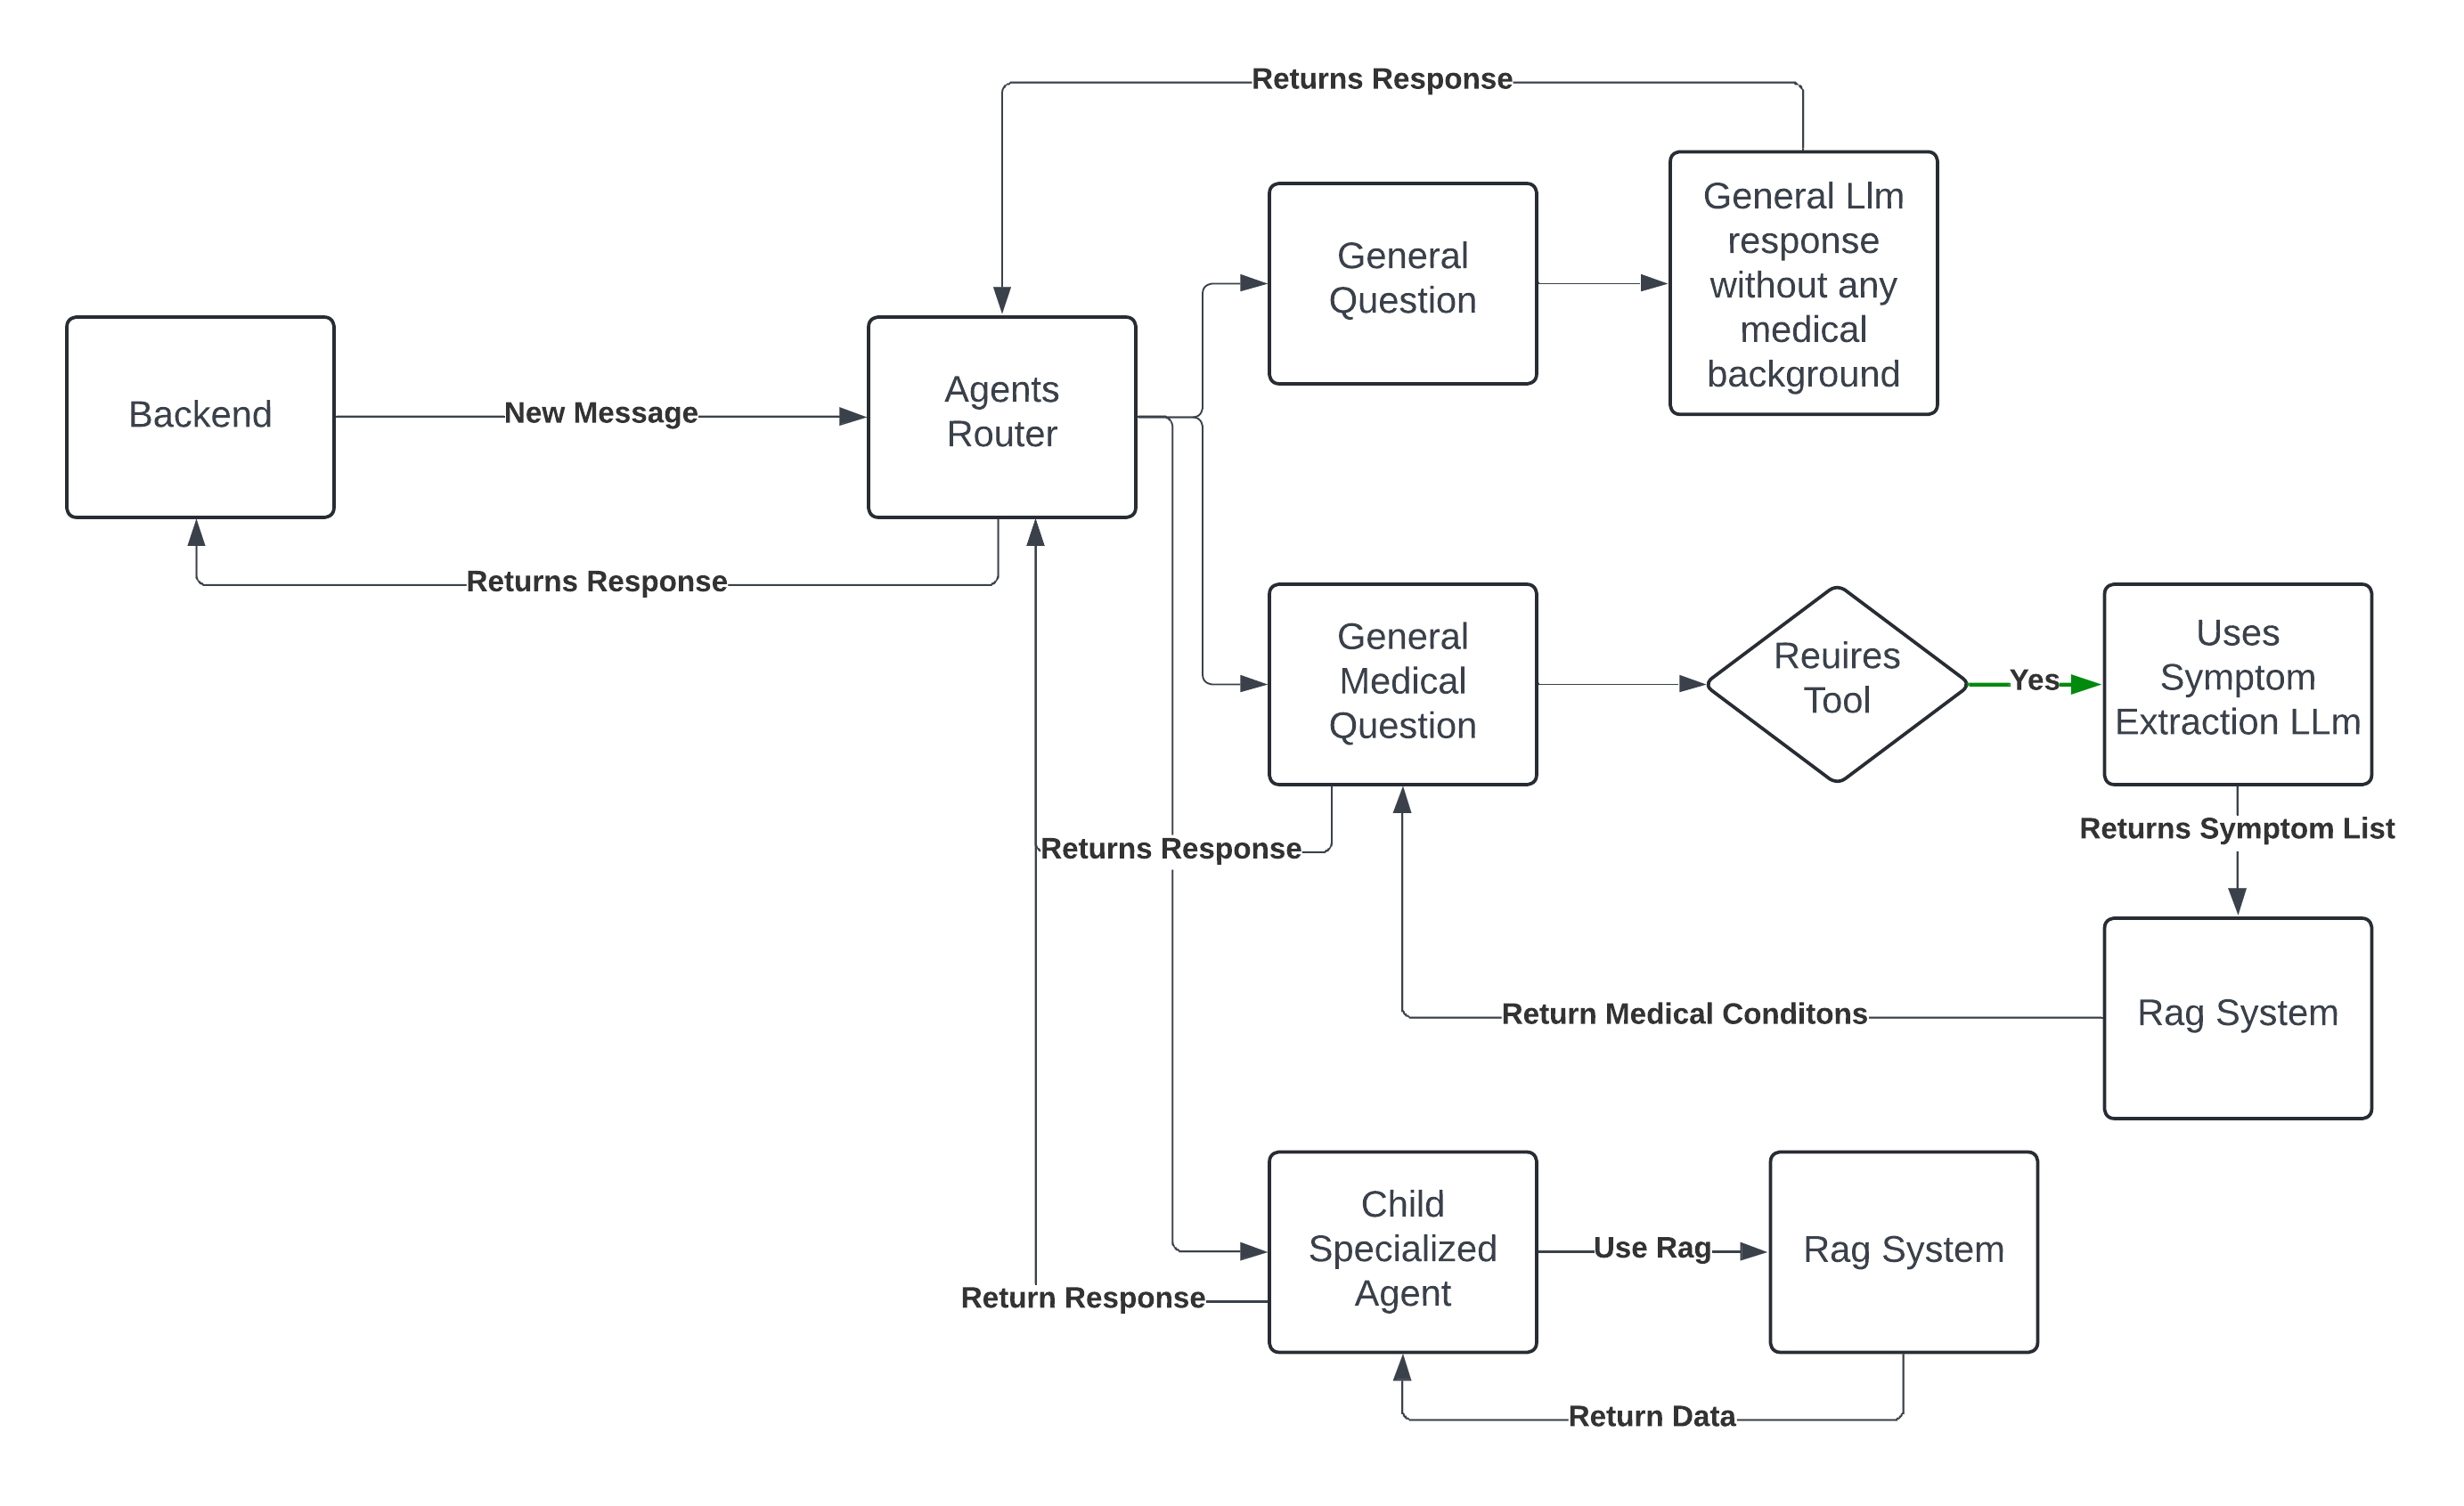 Returns Response
General Llm
response
without any
medical
background
General
Question
Backend
New Message
Agents
Router
Returns Response
General
Medical
Question
Reuires
Tool
Yes
Uses
Symptom
Extraction LLm
Returns Response
Returns Symptom List
Return Medical Conditons
Rag System
Child
Specialized
Agent
Use Rag
Rag System
Return Response
Return Data